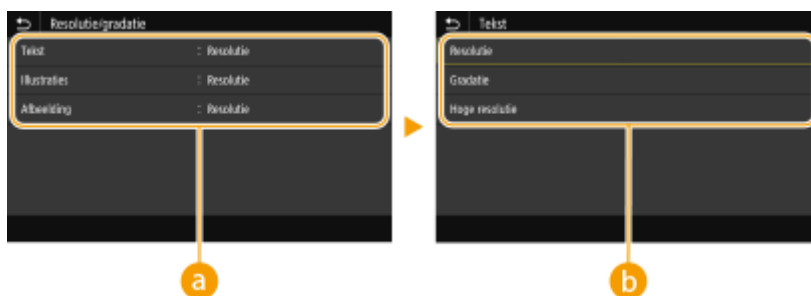 Resolutie/gradatie
Tekst : Resolutie
Illustraties : Resolutie
Afbeelding : Resolutie
a
Tekst
Resolutie
Gradatie
Hoge resolutie
b